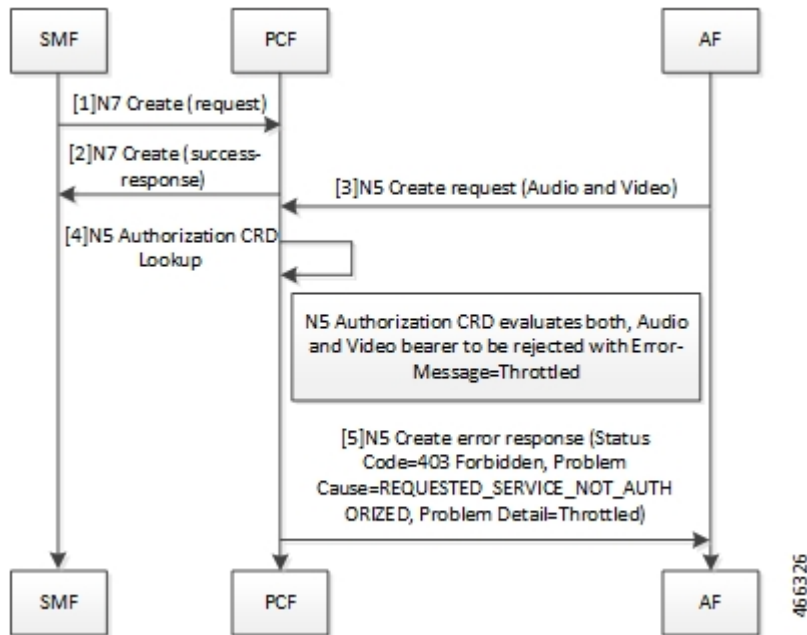 SMF
PCF
AF
[1]N7 Create (request)
[2]N7 Create (success-
response)
[3]N5 Create request (Audio and Video)
[4]N5 Authorization CRD
Lookup
N5 Authorization CRD evaluates both, Audio
and Video bearer to be rejected with Error-
Message=Throttled
[5]N5 Create error response (Status
Code=403 Forbidden, Problem
Cause=REQUESTED_SERVICE_NOT_AUTH
ORIZED, Problem Detail=Throttled)
SMF
PCF
AF
466326